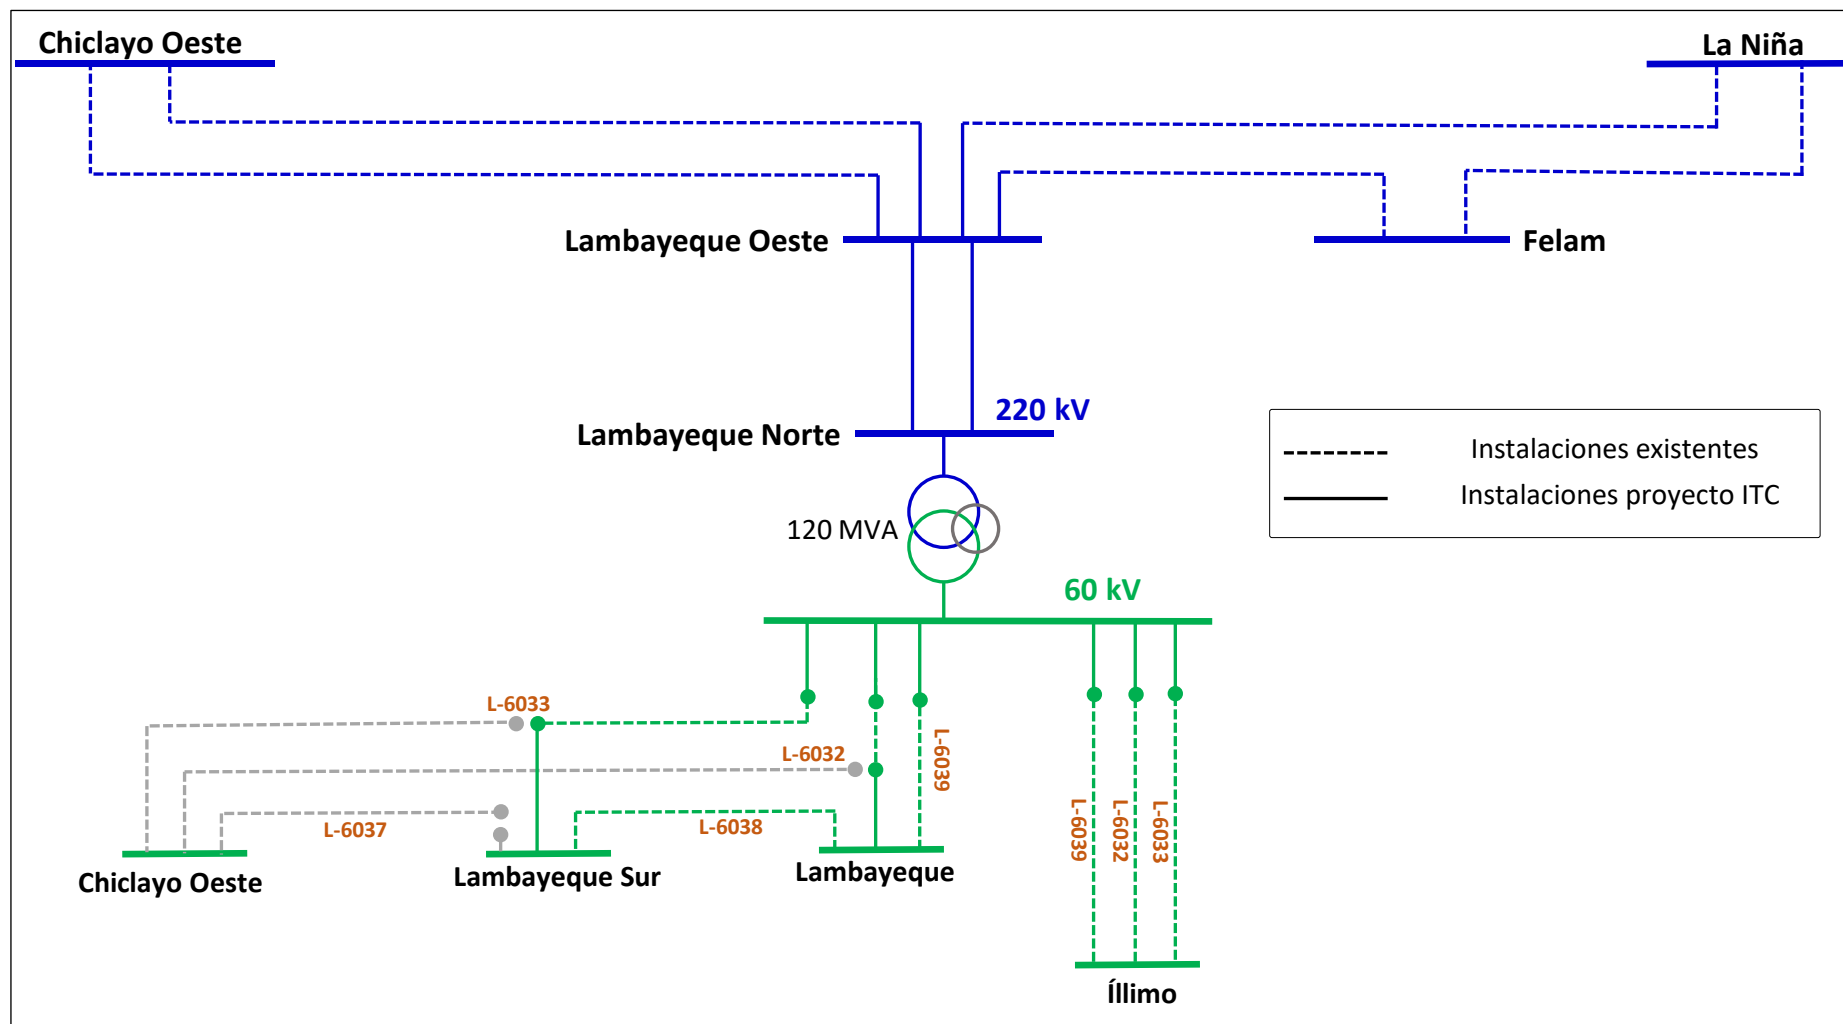 Chiclayo Oeste
La Niña
Lambayeque Oeste
Felam
220 kV
Lambayeque Norte
Instalaciones existentes
Instalaciones proyecto ITC
120 MVA
60 kV
L-6033
L-6032
L-6039
L-6037
L-6038
L-6039
L-6032
L-6033
Chiclayo Oeste
Lambayeque Sur
Lambayeque
Íllimo